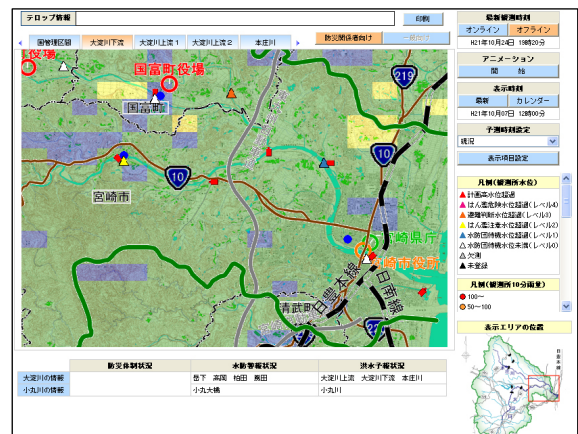 テロップ情報
印刷
国管理区間 大淀川下流 大淀川上流1 大淀川上流2 本庄川
防災関係者向け 一般向け
役場
国富町役場
国富町
219
10
10
宮崎市
宮崎県庁
宮崎市役所
日豊本線
日南線
清武町
最新観測時刻
オンライン オフライン
H21年10月24日 19時20分
アニメーション
開 始
表示時刻
最新 カレンダー
H21年10月07日 12時00分
予測時刻設定
現況
表示項目設定
凡例(観測所水位)
計画高水位超過
はん濫危険水位超過(レベル4)
避難判断水位超過(レベル3)
はん濫注意水位超過(レベル2)
水防団待機水位超過(レベル1)
水防団待機水位未満(レベル0)
欠測
未登録
凡例(観測所10分雨量)
100~
50~100
表示エリアの位置
日豊本線
防災体制状況 水防警報状況 洪水予報状況
大淀川の情報 岳下 高岡 柏田 嵐田 大淀川上流 大淀川下流 本庄川
小丸川の情報 小丸大橋 小丸川